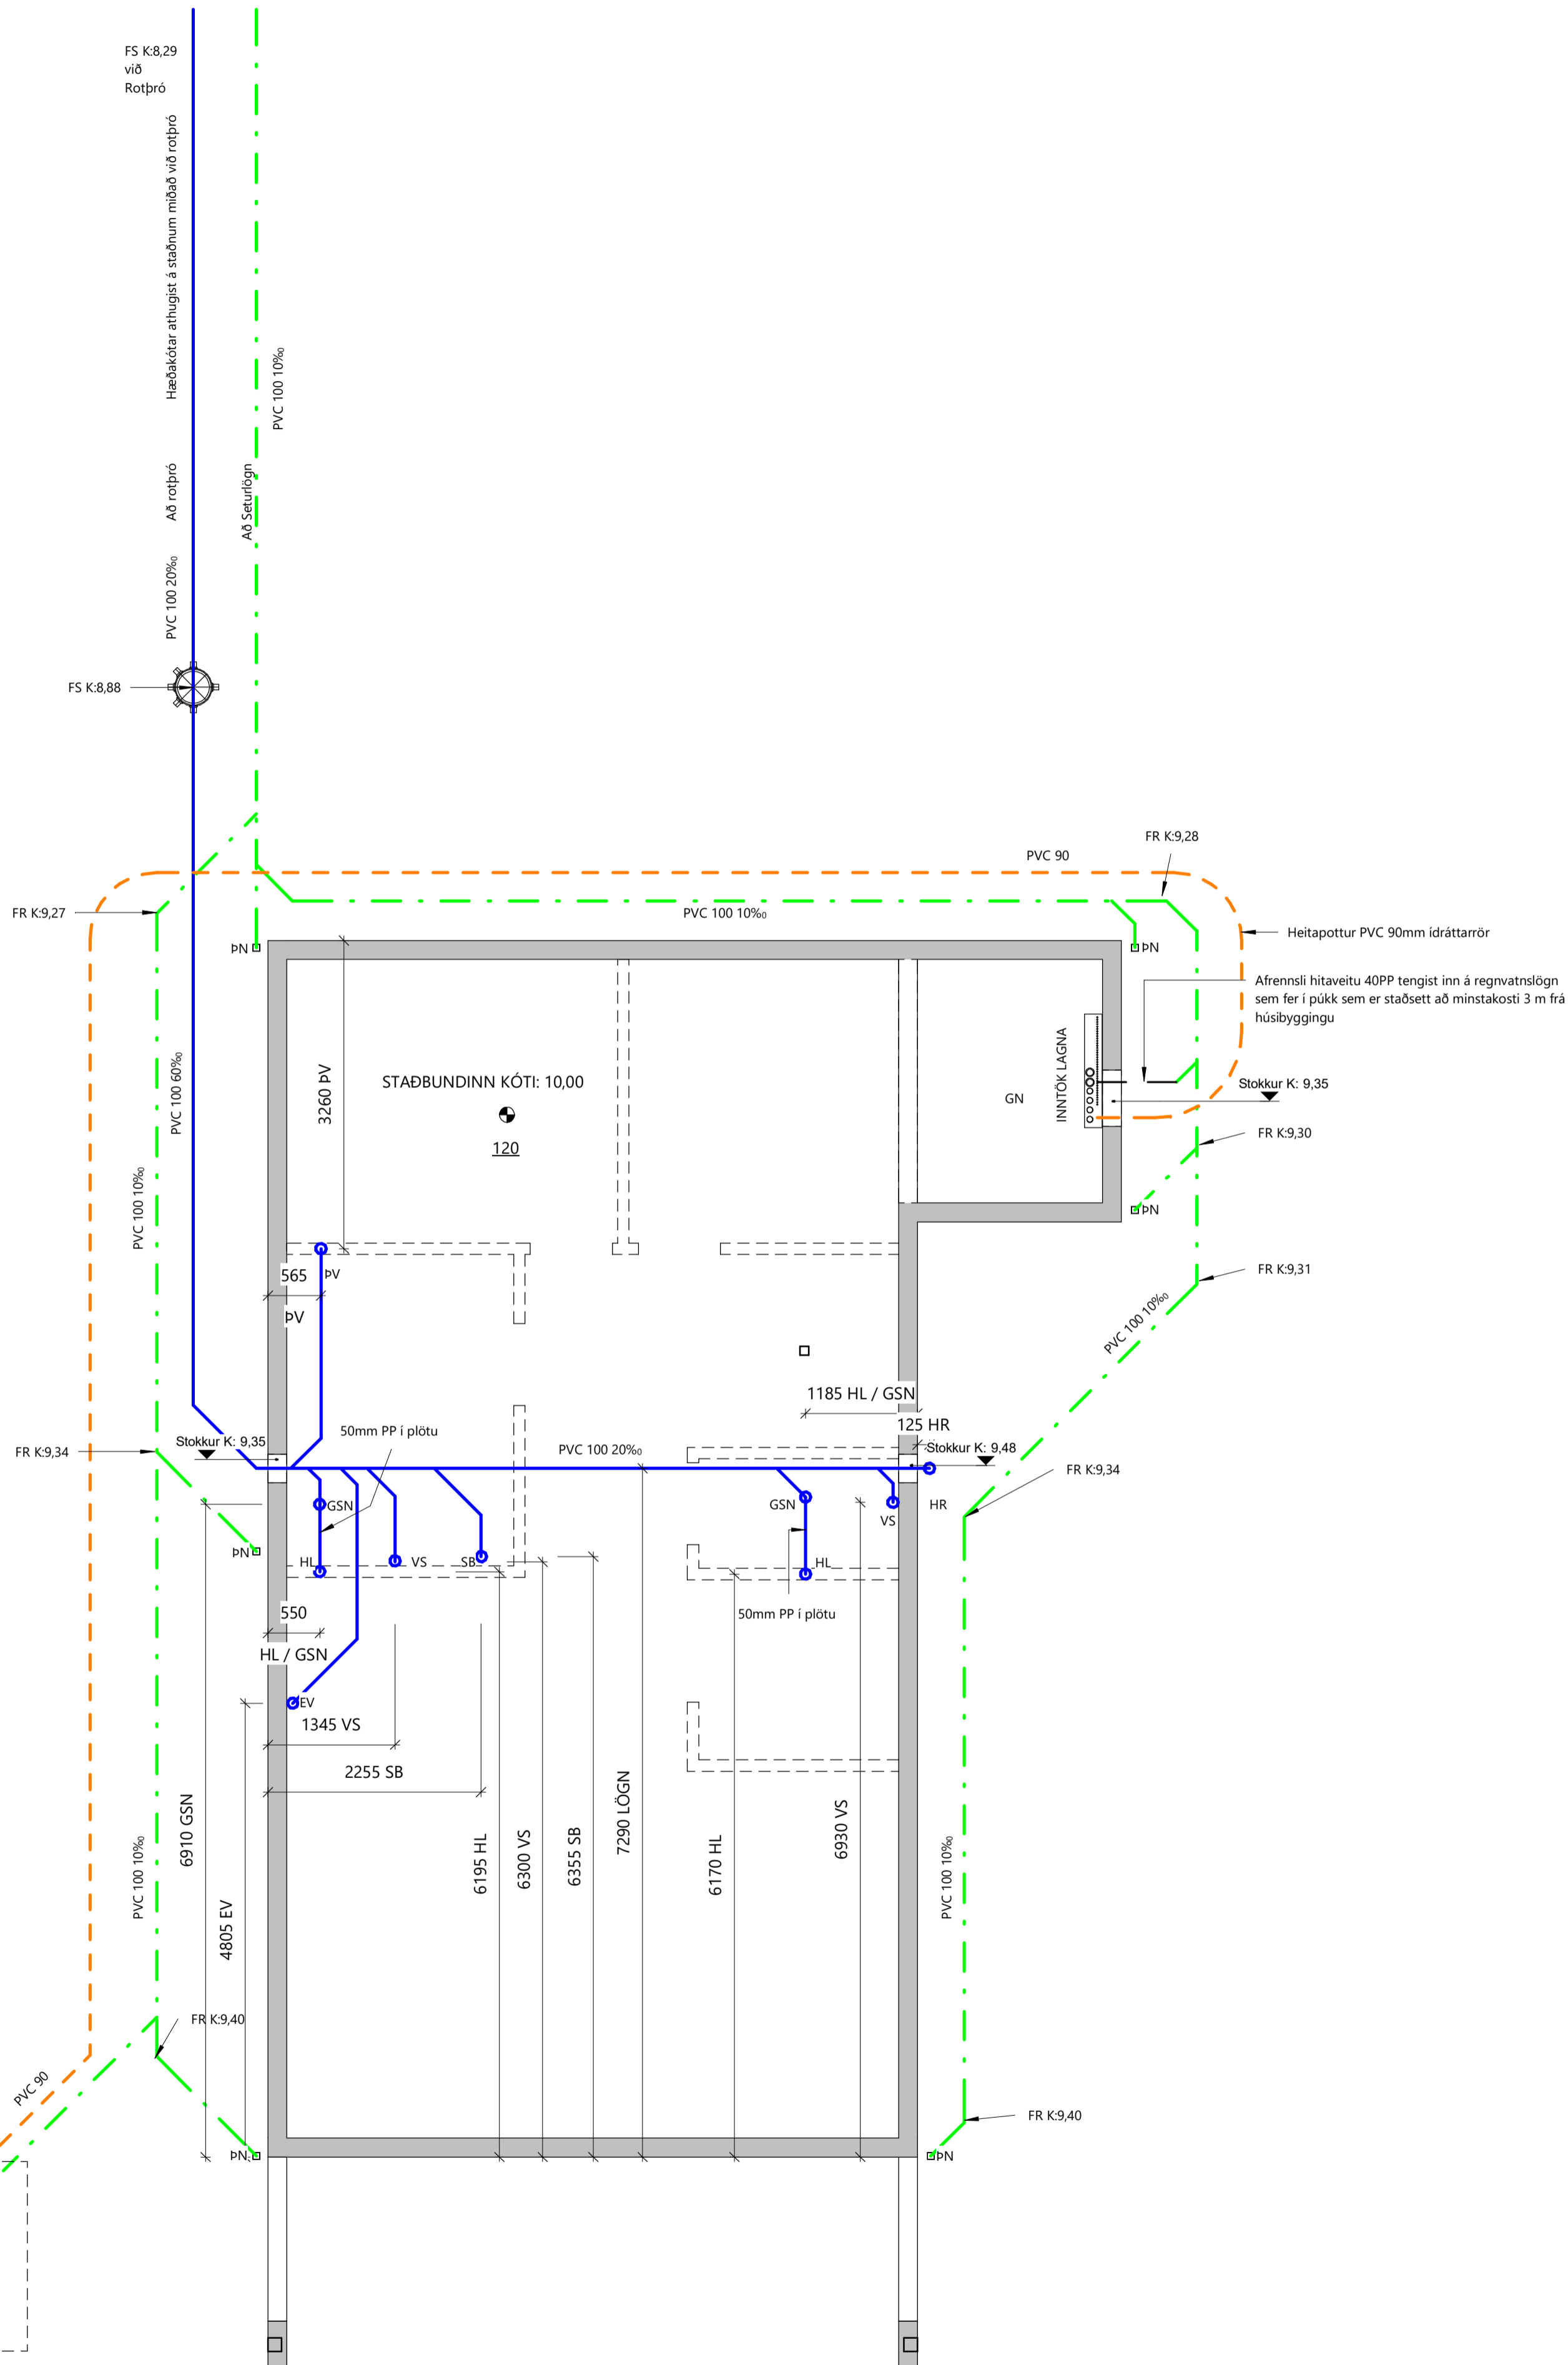 FS K:8,29
við
Rotþró
Hæðakótar athugist á staðnum miðað við rotþró
PVC 100 10‰
Að rotþró
Að Seturlögn
PVC 100 20‰
FS K:8,88
FR K:9,28
PVC 90
FR K:9,27
PVC 100 10‰
Heitapottur PVC 90mm ídráttarrör
ÞN
ÞN
Afrennsli hitaveitu 40PP tengist inn á regnvatnslögn
sem fer í púkk sem er staðsett að minstakosti 3 m frá
húsibyggingu
PVC 100 60‰
3260 ÞV
STAÐBUNDINN KÓTI: 10,00
120
GN
INNTÖK LAGNA
Stokkur K: 9,35
FR K:9,30
PVC 100 10‰
ÞN
565
ÞV
ÞV
FR K:9,31
PVC 100 10‰
1185 HL / GSN
125 HR
50mm PP í plötu
Stokkur K: 9,35
FR K:9,34
PVC 100 20‰
Stokkur K: 9,48
FR K:9,34
GSN
GSN
HR
VS
ÞN
HL
VS
SB
HL
550
50mm PP í plötu
HL / GSN
EV
1345 VS
2255 SB
6910 GSN
4805 EV
6195 HL
6300 VS
6355 SB
7290 LÖGN
6170 HL
6930 VS
PVC 100 10‰
PVC 100 10‰
FR K:9,40
PVC 90
FR K:9,40
ÞN
ÞN